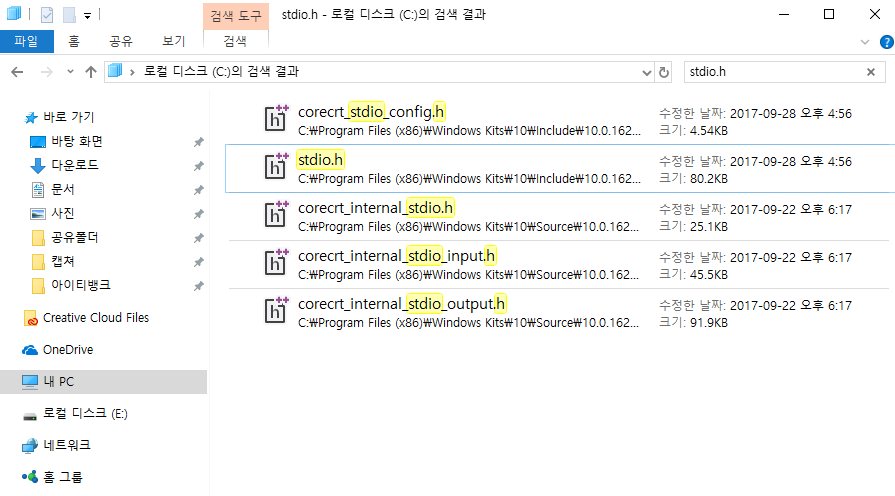 검색 도구
stdio.h - 로컬 디스크 (C:)의 검색 결과
파일
홈
공유
보기
검색
로컬 디스크 (C:)의 검색 결과
stdio.h
바로 가기
바탕 화면
다운로드
문서
사진
공유폴더
캡쳐
아이티뱅크
Creative Cloud Files
OneDrive
내 PC
로컬 디스크 (E:)
네트워크
홈 그룹
corecrt_stdio_config.h
C:₩Program Files (x86)₩Windows Kits₩10₩Include₩10.0.162...
수정한 날짜: 2017-09-28 오후 4:56
크기: 4.54KB
stdio.h
C:₩Program Files (x86)₩Windows Kits₩10₩Include₩10.0.162...
수정한 날짜: 2017-09-28 오후 4:56
크기: 80.2KB
corecrt_internal_stdio.h
C:₩Program Files (x86)₩Windows Kits₩10₩Source₩10.0.162...
수정한 날짜: 2017-09-22 오후 6:17
크기: 25.1KB
corecrt_internal_stdio_input.h
C:₩Program Files (x86)₩Windows Kits₩10₩Source₩10.0.162...
수정한 날짜: 2017-09-22 오후 6:17
크기: 45.5KB
corecrt_internal_stdio_output.h
C:₩Program Files (x86)₩Windows Kits₩10₩Source₩10.0.162...
수정한 날짜: 2017-09-22 오후 6:17
크기: 91.9KB